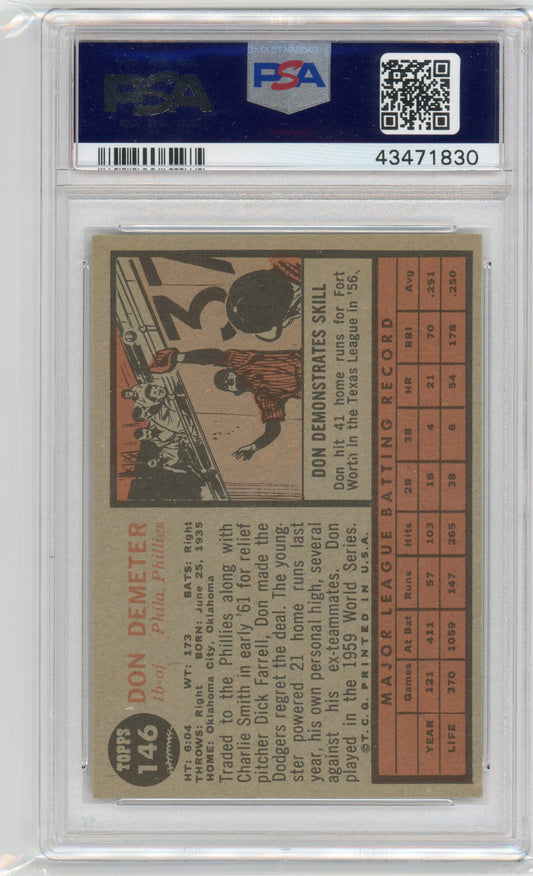 PSA
PSA
43471830
TOPPS
146
DON DEMETER
1b-of Phila. Phillies
HT: 6:04 WT: 173 BATS: Right
THROWS: Right BORN: June 25, 1935
HOME: Oklahoma City, Oklahoma
Traded to the Phillies along with
Charlie Smith in early 61 for relief
pitcher Dick Farrell, Don made the
Dodgers regret the deal. The young-
ster powered 21 home runs last
year, his own personal high, several
against his ex-teammates. Don
played in the 1959 World Series.
©T.C.G. PRINTED IN U.S.A.
37
DON DEMONSTRATES SKILL
Don hit 41 home runs for Fort
Worth in the Texas League in '56.
MAJOR LEAGUE BATTING RECORD
Games At Bat Runs Hits 2B 3B HR RBI Avg
YEAR 121 411 57 103 18 4 21 70 .251
LIFE 370 1059 147 265 38 6 54 178 .250